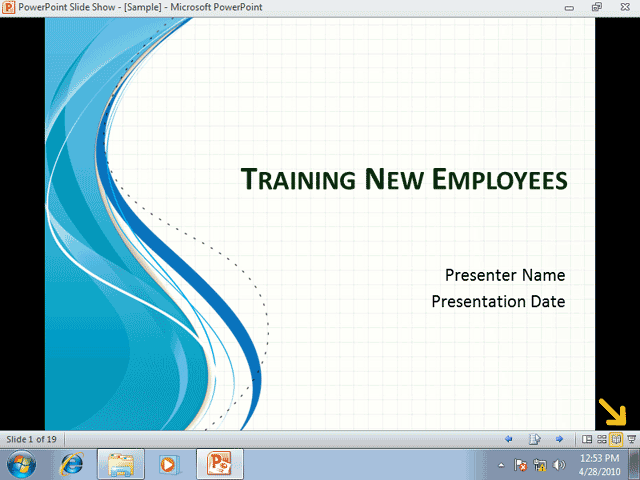 PowerPoint Slide Show - [Sample] - Microsoft PowerPoint
TRAINING NEW EMPLOYEES
Presenter Name
Presentation Date
Slide 1 of 19
12:53 PM
4/28/2010